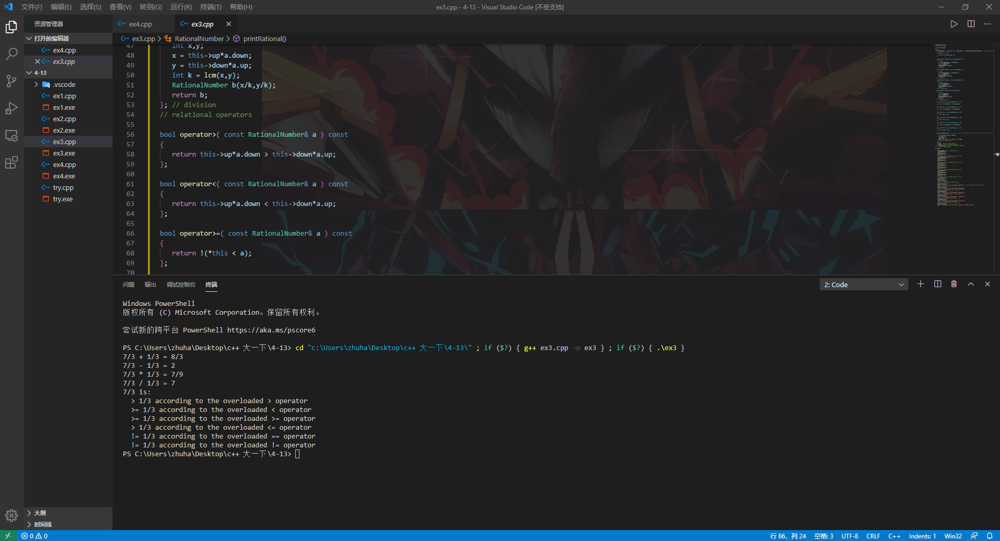 文件(F) 编辑(E) 选择(S) 查看(V) 转到(G) 运行(R) 终端(T) 帮助(H)
ex3.cpp - 4-13 - Visual Studio Code [不受支持]
资源管理器
打开的编辑器
ex4.cpp
ex3.cpp
4-13
.vscode
ex1.cpp
ex1.exe
ex2.cpp
ex2.exe
ex3.cpp
ex3.exe
ex4.cpp
ex4.exe
try.cpp
try.exe
大纲
时间线
ex4.cpp ex3.cpp
ex3.cpp > RationalNumber > printRational()
47 int x,y;
48 x = this->up*a.down;
49 y = this->down*a.up;
50 int k = lcm(x,y);
51 RationalNumber b(x/k,y/k);
52 return b;
53 }; // division
54 // relational operators
55
56 bool operator>( const RationalNumber& a ) const
57 {
58 return this->up*a.down > this->down*a.up;
59 };
60
61 bool operator<( const RationalNumber& a ) const
62 {
63 return this->up*a.down < this->down*a.up;
64 };
65
66 bool operator>=( const RationalNumber& a ) const
67 {
68 return !(*this < a);
69 };
70
问题 输出 调试控制台 终端
2: Code
Windows PowerShell
版权所有 (C) Microsoft Corporation。保留所有权利。
尝试新的跨平台 PowerShell https://aka.ms/pscore6
PS C:\Users\zhuha\Desktop\c++ 大一下\4-13> cd "c:\Users\zhuha\Desktop\c++ 大一下\4-13\" ; if ($?) { g++ ex3.cpp -o ex3 } ; if ($?) { .\ex3 }
7/3 + 1/3 = 8/3
7/3 - 1/3 = 2
7/3 * 1/3 = 7/9
7/3 / 1/3 = 7
7/3 is:
> 1/3 according to the overloaded > operator
>= 1/3 according to the overloaded < operator
>= 1/3 according to the overloaded >= operator
> 1/3 according to the overloaded <= operator
!= 1/3 according to the overloaded == operator
!= 1/3 according to the overloaded != operator
PS C:\Users\zhuha\Desktop\c++ 大一下\4-13>
0 0
行 86，列 24 空格: 3 UTF-8 CRLF C++ Indents: 1 Win32